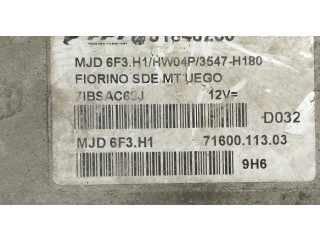 MJD 6F3.H1/HW04P/3547-H180
FIORINO SDE MT UEGO
12V=
D032
MJD 6F3.H1 71600.113.03
9H6